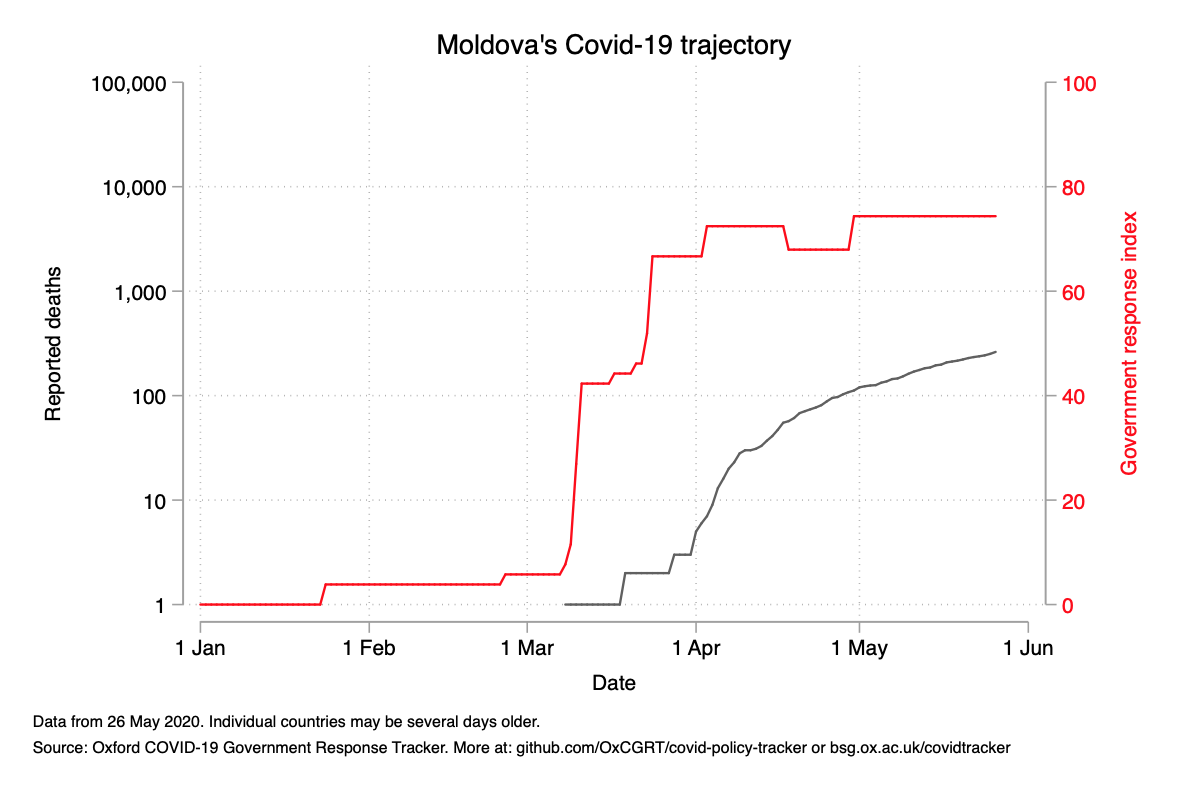 Moldova's Covid-19 trajectory
100,000
10,000
1,000
100
10
1
Reported deaths
100
80
60
40
20
0
Government response index
1 Jan
1 Feb
1 Mar
1 Apr
1 May
1 Jun
Date
Data from 26 May 2020. Individual countries may be several days older.
Source: Oxford COVID-19 Government Response Tracker. More at: github.com/OxCGRT/covid-policy-tracker or bsg.ox.ac.uk/covidtracker